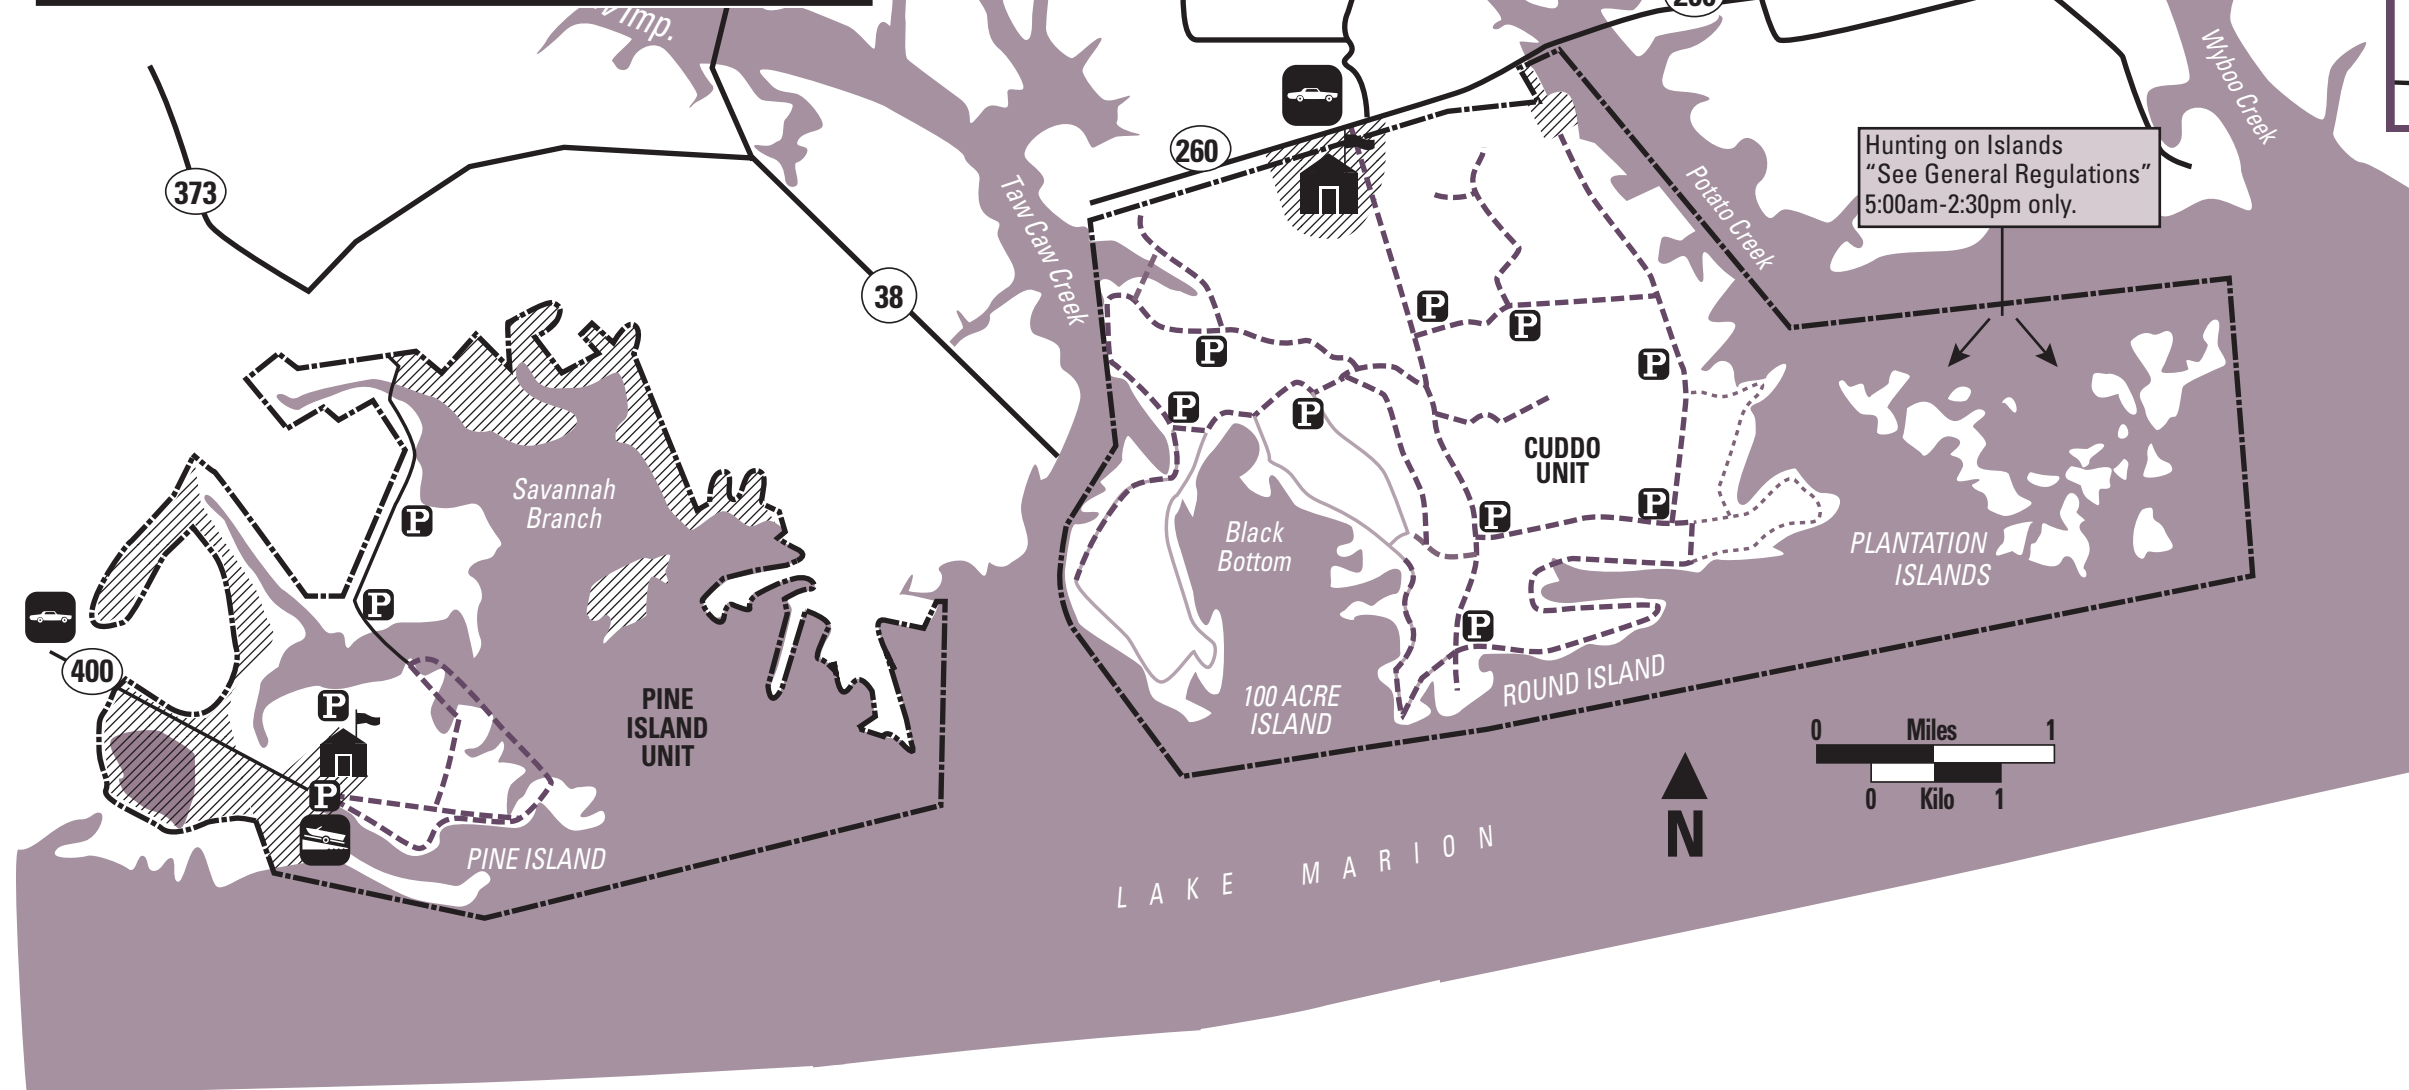 Imp.
Wyboo Creek
Hunting on Islands
“See General Regulations”
5:00am-2:30pm only.
260
373
Taw Caw Creek
Potato Creek
38
P
P
P
P
P
P
CUDDO
UNIT
Savannah
Branch
P
P
P
Black
Bottom
PLANTATION
ISLANDS
P
P
400
P
ROUND ISLAND
P
PINE
ISLAND
UNIT
100 ACRE
ISLAND
0 Miles 1
0 Kilo 1
P
N
PINE ISLAND
LAKE MARION